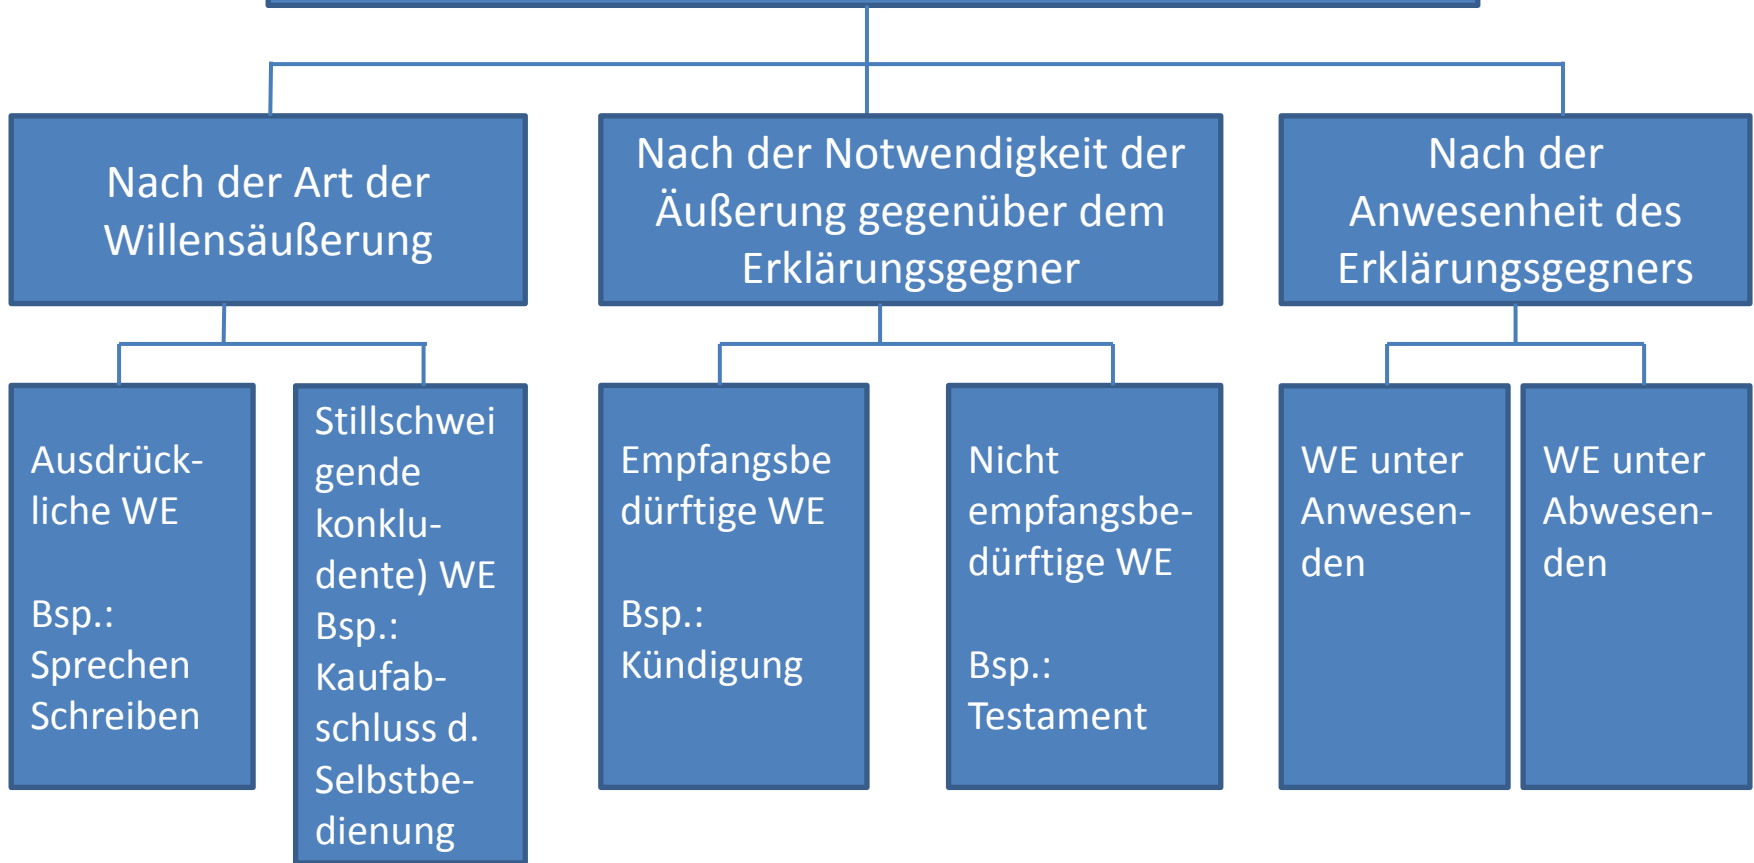 Nach der Art der
Willensäußerung
Nach der Notwendigkeit der
Äußerung gegenüber dem
Erklärungsgegner
Nach der
Anwesenheit des
Erklärungsgegners
Ausdrück-
liche WE
Bsp.:
Sprechen
Schreiben
Stillschwei
gende
konklu-
dente) WE
Bsp.:
Kaufab-
schluss d.
Selbstbe-
dienung
Empfangsbe
dürftige WE
Bsp.:
Kündigung
Nicht
empfangsbe-
dürftige WE
Bsp.:
Testament
WE unter
Anwesen-
den
WE unter
Abwesen-
den